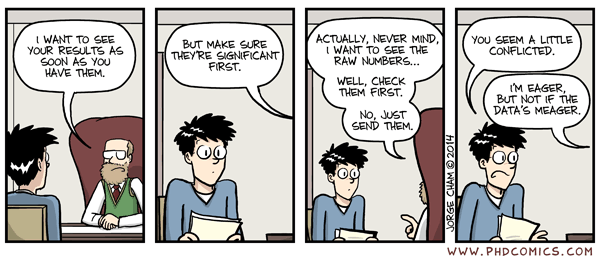 I WANT TO SEE
YOUR RESULTS AS
SOON AS YOU
HAVE THEM.
BUT MAKE SURE
THEY'RE SIGNIFICANT
FIRST.
ACTUALLY, NEVER MIND,
I WANT TO SEE THE
RAW NUMBERS...
WELL, CHECK
THEM FIRST.
NO, JUST
SEND THEM.
JORGE CHAM © 2014
YOU SEEM A LITTLE
CONFLICTED.
I'M EAGER,
BUT NOT IF THE
DATA'S MEAGER.
WWW.PHDCOMICS.COM